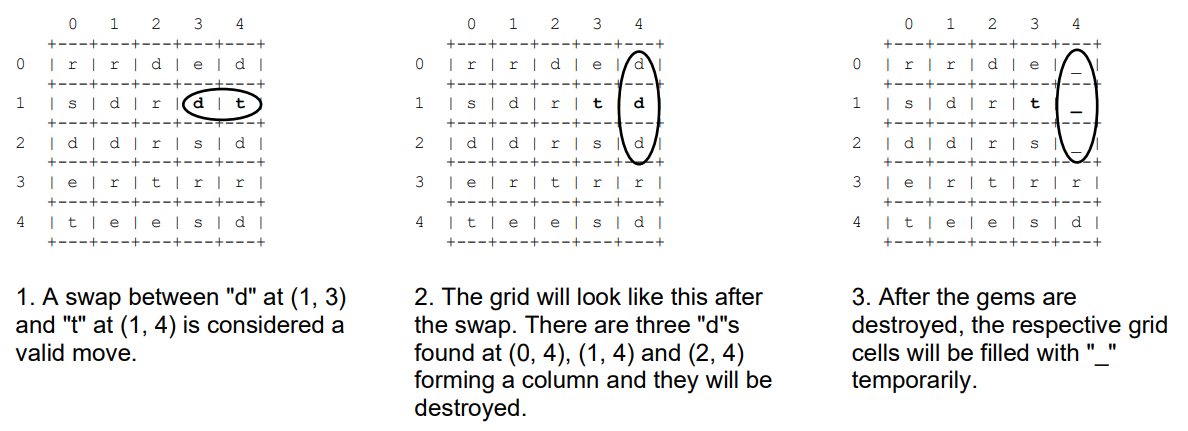 0 1 2 3 4
+---+---+---+---+---+
0 | r | r | d | e | d |
+---+---+---+---+---+
1 | s | d | r | d | t |
+---+---+---+---+---+
2 | d | d | r | s | d |
+---+---+---+---+---+
3 | e | r | t | r | r |
+---+---+---+---+---+
4 | t | e | e | s | d |
+---+---+---+---+---+
1. A swap between "d" at (1, 3)
and "t" at (1, 4) is considered a
valid move.
0 1 2 3 4
+---+---+---+---+---+
0 | r | r | d | e | d |
+---+---+---+---+---+
1 | s | d | r | t | d |
+---+---+---+---+---+
2 | d | d | r | s | d |
+---+---+---+---+---+
3 | e | r | t | r | r |
+---+---+---+---+---+
4 | t | e | e | s | d |
+---+---+---+---+---+
2. The grid will look like this after
the swap. There are three "d"s
found at (0, 4), (1, 4) and (2, 4)
forming a column and they will be
destroyed.
0 1 2 3 4
+---+---+---+---+---+
0 | r | r | d | e | _ |
+---+---+---+---+---+
1 | s | d | r | t | _ |
+---+---+---+---+---+
2 | d | d | r | s | _ |
+---+---+---+---+---+
3 | e | r | t | r | r |
+---+---+---+---+---+
4 | t | e | e | s | d |
+---+---+---+---+---+
3. After the gems are
destroyed, the respective grid
cells will be filled with "_"
temporarily.